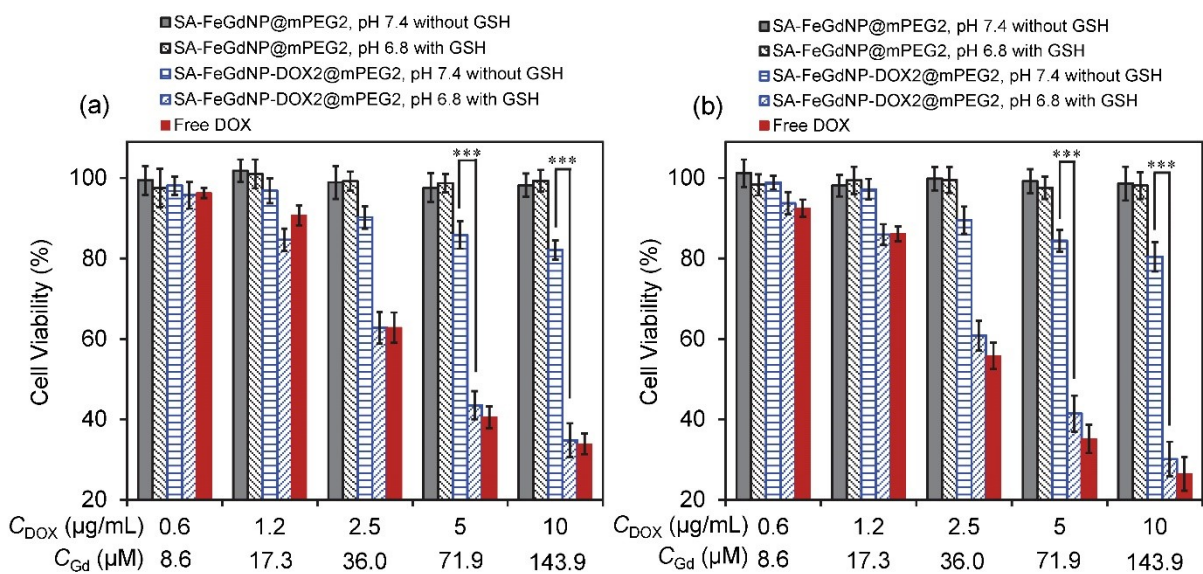 SA-FeGdNP@mPEG2, pH 7.4 without GSH
SA-FeGdNP@mPEG2, pH 6.8 with GSH
SA-FeGdNP-DOX2@mPEG2, pH 7.4 without GSH
SA-FeGdNP-DOX2@mPEG2, pH 6.8 with GSH
Free DOX
(a)
*** ***
100
80
60
40
20
Cell Viability (%)
C_DOX (µg/mL) 0.6 1.2 2.5 5 10
C_Gd (µM) 8.6 17.3 36.0 71.9 143.9
SA-FeGdNP@mPEG2, pH 7.4 without GSH
SA-FeGdNP@mPEG2, pH 6.8 with GSH
SA-FeGdNP-DOX2@mPEG2, pH 7.4 without GSH
SA-FeGdNP-DOX2@mPEG2, pH 6.8 with GSH
Free DOX
(b)
*** ***
100
80
60
40
20
Cell Viability (%)
C_DOX (µg/mL) 0.6 1.2 2.5 5 10
C_Gd (µM) 8.6 17.3 36.0 71.9 143.9